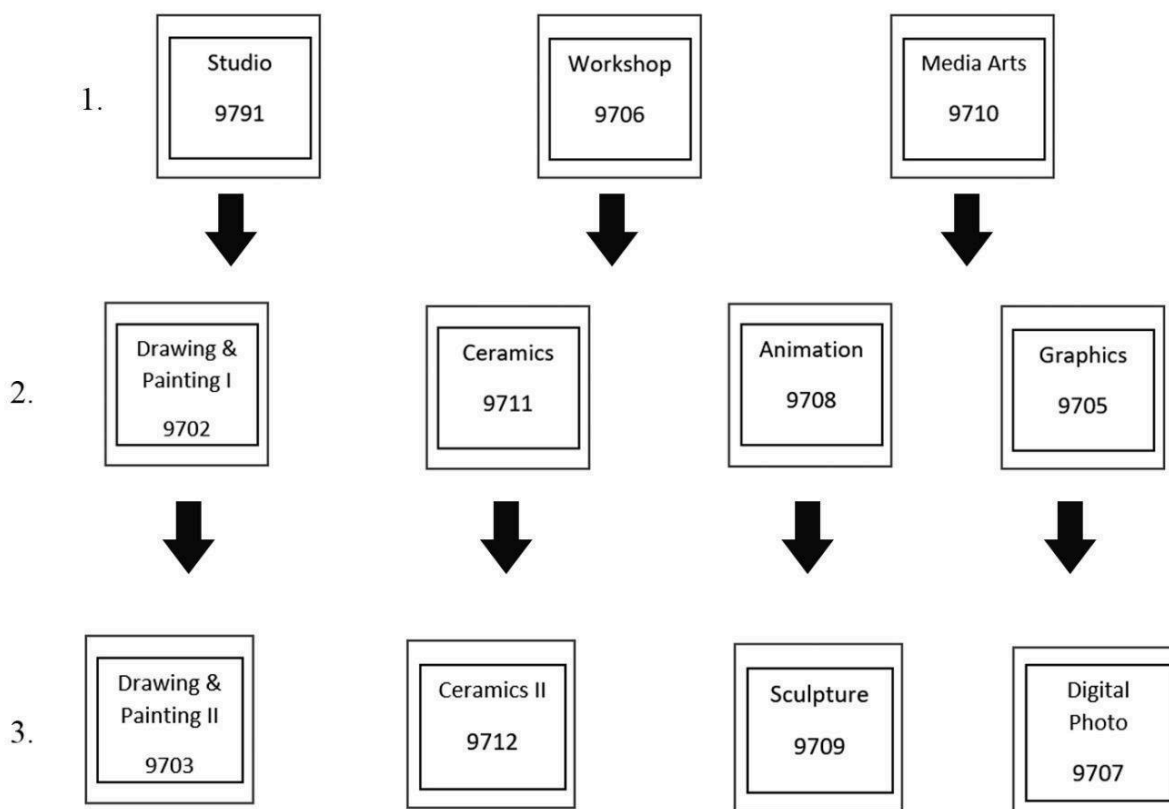 1.
Studio
9791
Workshop
9706
Media Arts
9710
2.
Drawing &
Painting I
9702
Ceramics
9711
Animation
9708
Graphics
9705
3.
Drawing &
Painting II
9703
Ceramics II
9712
Sculpture
9709
Digital
Photo
9707